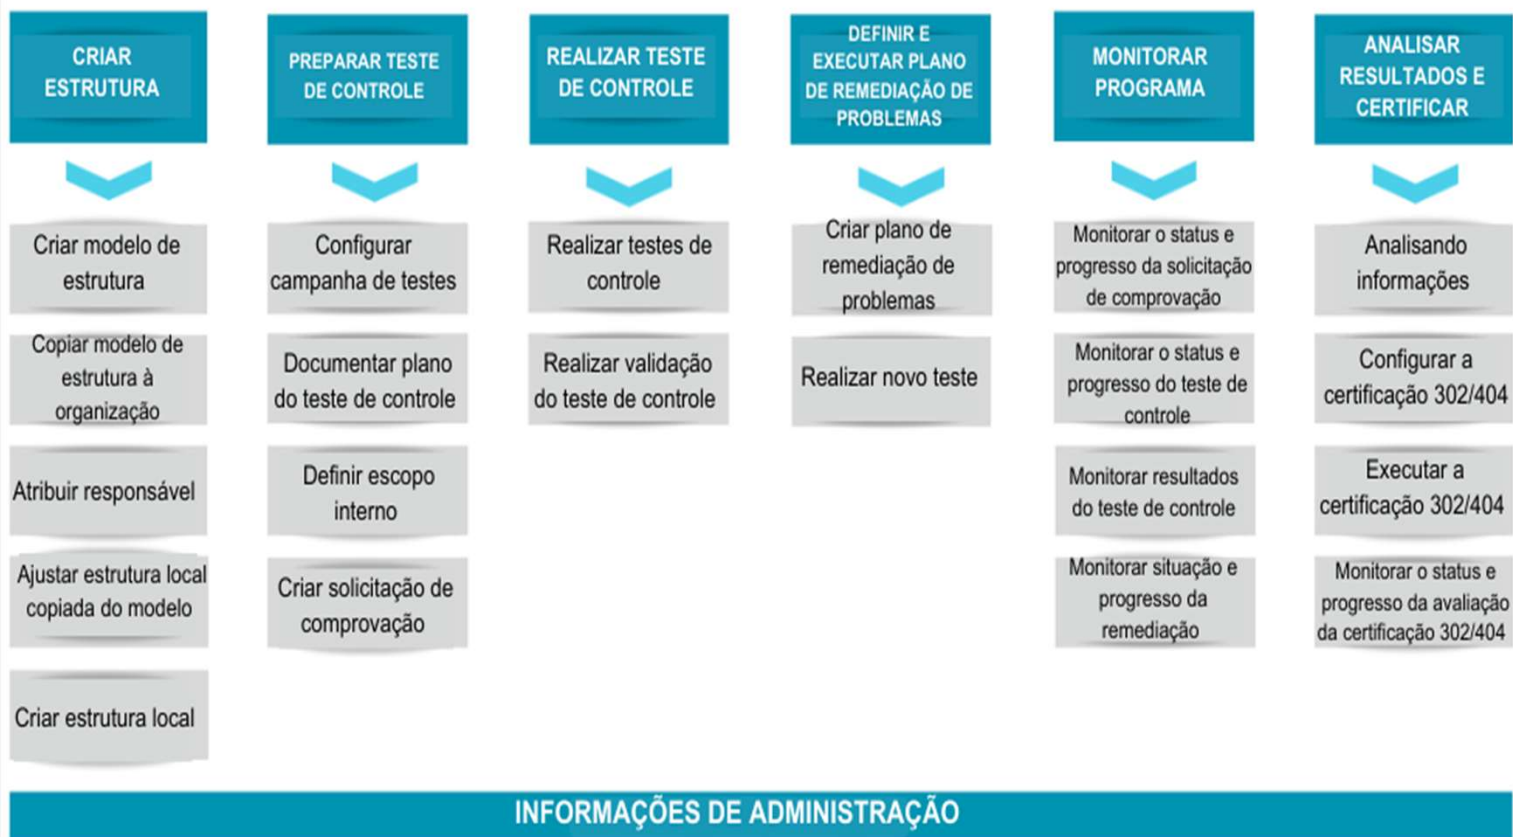 CRIAR
ESTRUTURA
PREPARAR TESTE
DE CONTROLE
REALIZAR TESTE
DE CONTROLE
DEFINIR E
EXECUTAR PLANO
DE REMEDIAÇÃO DE
PROBLEMAS
MONITORAR
PROGRAMA
ANALISAR
RESULTADOS E
CERTIFICAR
Criar modelo de
estrutura
Copiar modelo de
estrutura à
organização
Atribuir responsável
Ajustar estrutura local
copiada do modelo
Criar estrutura local
Configurar
campanha de testes
Documentar plano
do teste de controle
Definir escopo
interno
Criar solicitação de
comprovação
Realizar testes de
controle
Realizar validação
do teste de controle
Criar plano de
remediação de
problemas
Realizar novo teste
Monitorar o status e
progresso da solicitação
de comprovação
Monitorar o status e
progresso do teste de
controle
Monitorar resultados
do teste de controle
Monitorar situação e
progresso da
remediação
Analisando
informações
Configurar a
certificação 302/404
Executar a
certificação 302/404
Monitorar o status e
progresso da avaliação
da certificação 302/404
INFORMAÇÕES DE ADMINISTRAÇÃO